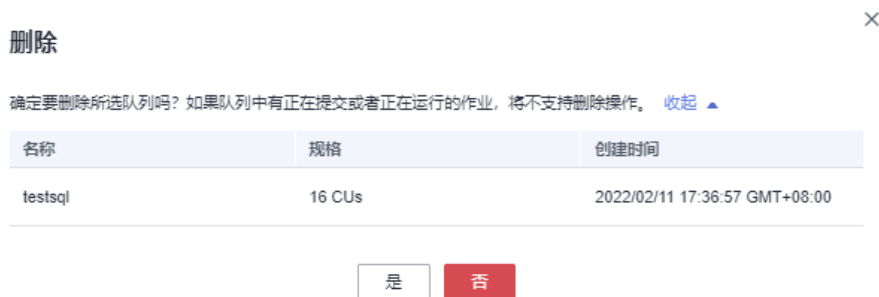 删除
确定要删除所选队列吗？如果队列中有正在提交或者正在运行的作业，将不支持删除操作。 收起
名称 规格 创建时间
testsql 16 CUs 2022/02/11 17:36:57 GMT+08:00
是 否